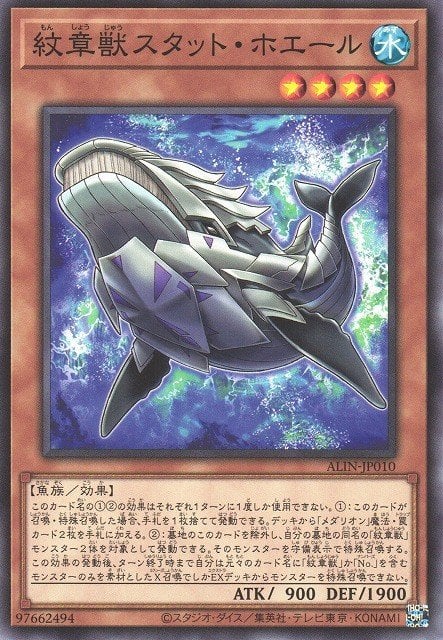 紋章獣スタット・ホエール
水
ALIN-JP010
【魚族/効果】
このカード名の①②の効果はそれぞれ1ターンに1度しか使用できない。①:このカードが
召喚・特殊召喚した場合、手札を1枚捨てて発動できる。デッキから「メダリオン」魔法・罠
カード2枚を手札に加える。②:墓地のこのカードを除外し、自分の墓地の同名の「紋章獣」
モンスター2体を対象として発動できる。そのモンスターを守備表示で特殊召喚する。
この効果の発動後、ターン終了時まで自分は元々のカード名に「紋章獣」か「No.」を含む
モンスターのみを素材としたX召喚でしかEXデッキからモンスターを特殊召喚できない。
ATK/ 900 DEF/1900
97662494
©スタジオ・ダイス/集英社・テレビ東京・KONAMI